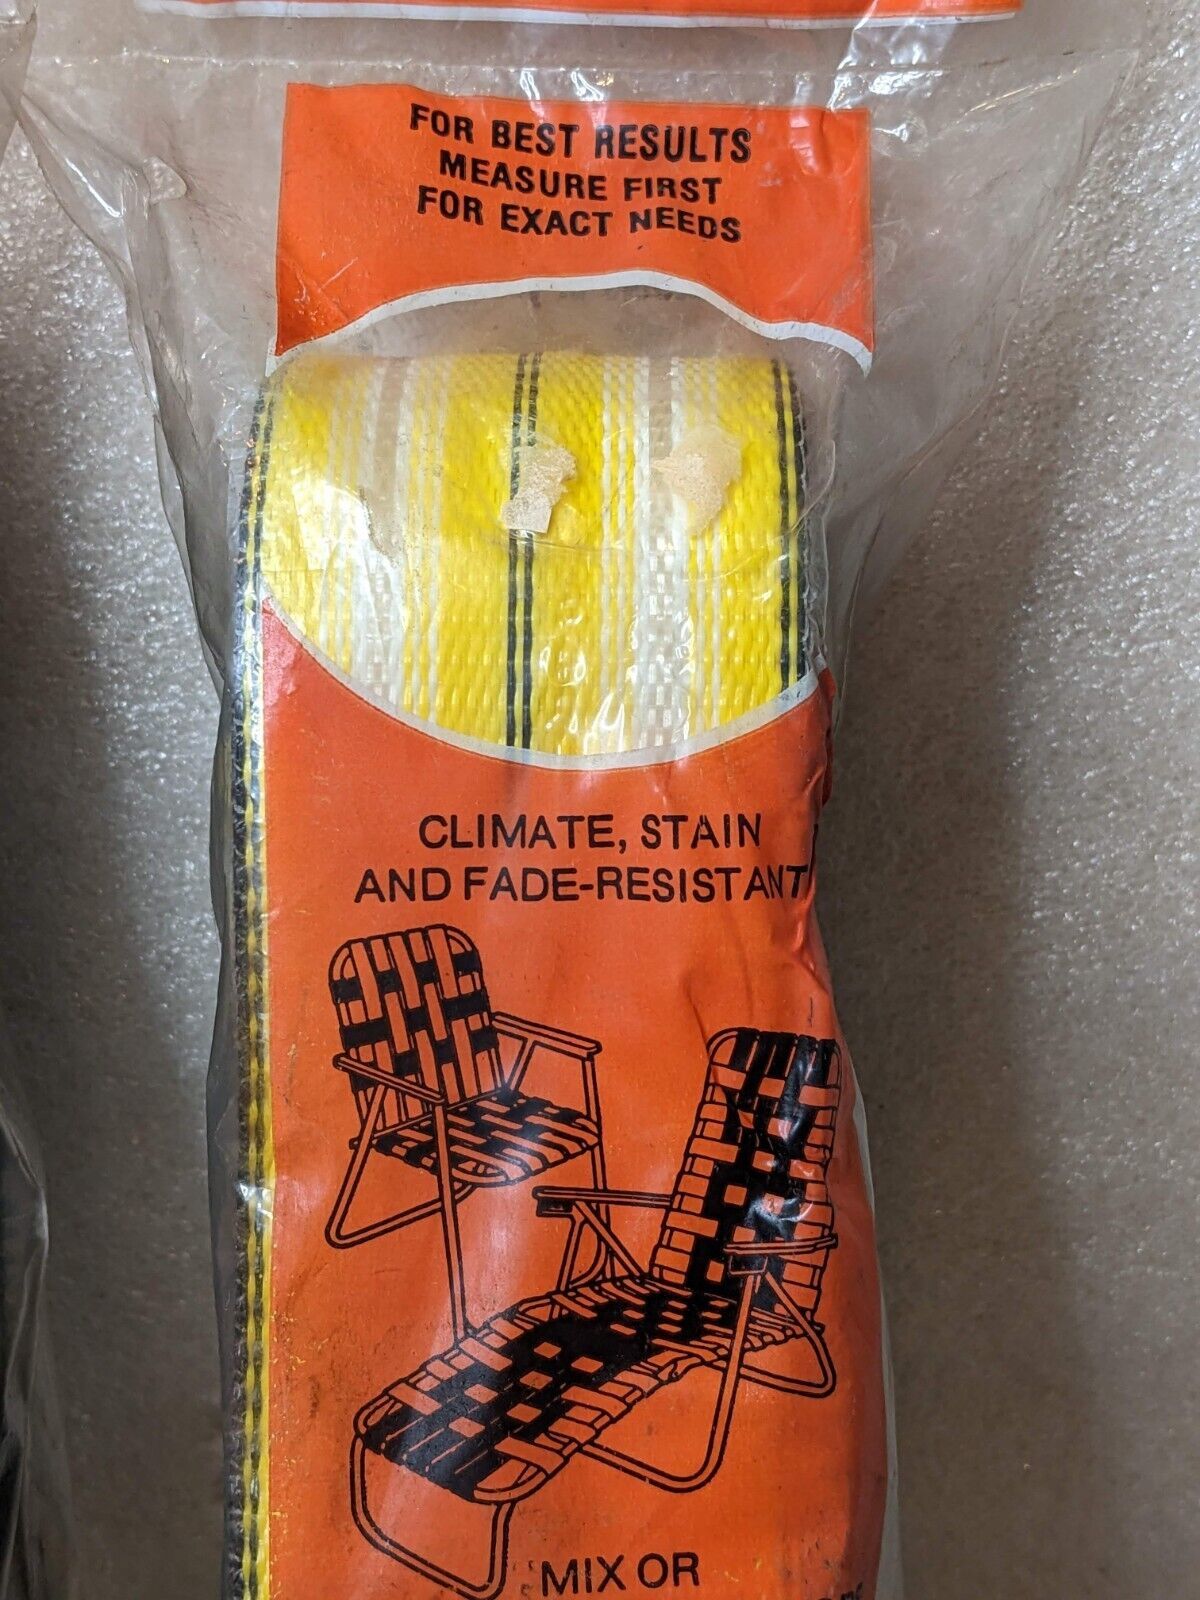 FOR BEST RESULTS
MEASURE FIRST
FOR EXACT NEEDS
CLIMATE, STAIN
AND FADE-RESISTANT
MIX OR